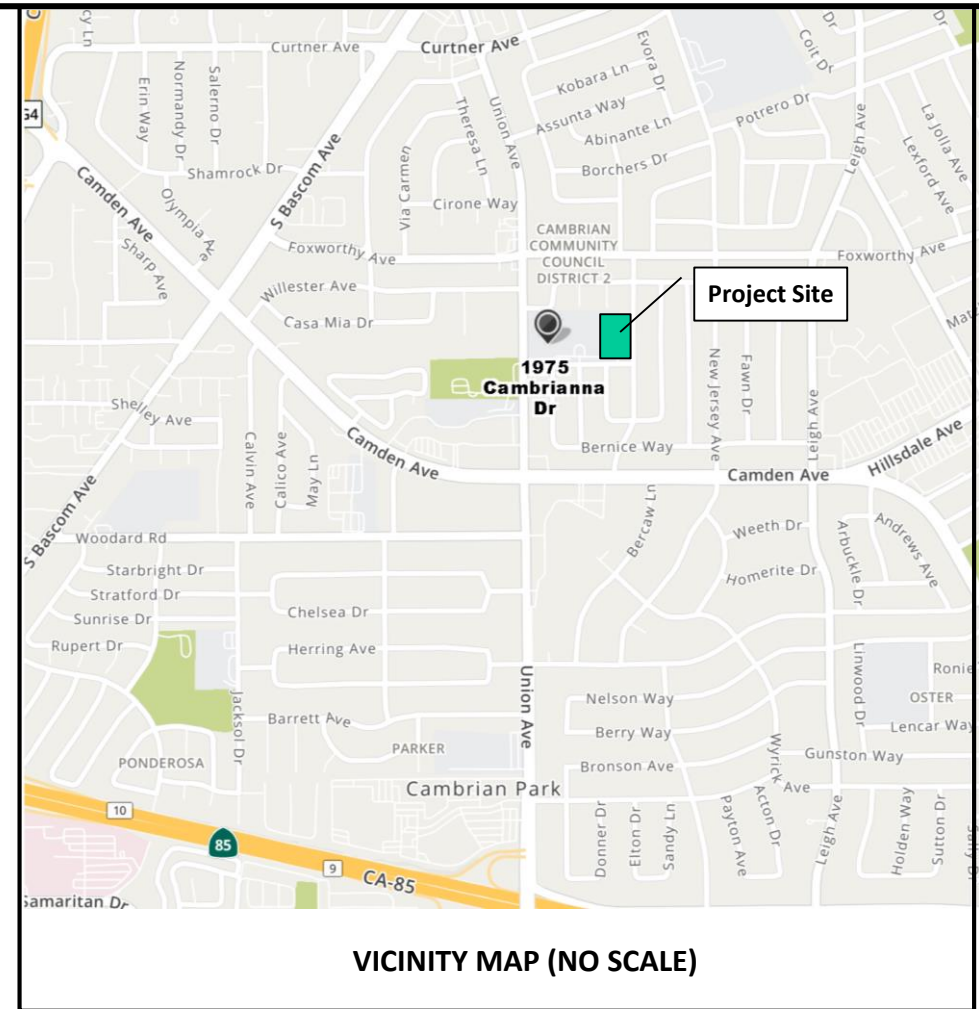 Curtner Ave
Curtner Ave
Dr
Evora Dr
Coit Dr
Dr
Erin Way
Normandy Dr
Salerno Dr
Kobara Ln
Theresa Ln
Union Ave
Assunta Way
Abinante Ln
Potrero Dr
Leigh Ave
La Jolla Ave
Lexford Ave
Camden Ave
Shamrock Dr
S Bascom Ave
Via Carmen
Borchers Dr
Olympia Ave
Cirone Way
Sharp Ave
Foxworthy Ave
CAMBRIAN
COMMUNITY
COUNCIL
DISTRICT 2
Foxworthy Ave
Willester Ave
Project Site
Casa Mia Dr
1975
Cambrianna
Dr
New Jersey Ave
Fawn Dr
Shelley Ave
Calvin Ave
Calico Ave
May Ln
Camden Ave
Bernice Way
Leigh Ave
Hillsdale Ave
Camden Ave
S Bascom Ave
Woodard Rd
Bercaw Ln
Weeth Dr
Arbuckle Dr
Andrews Ave
Starbright Dr
Homerite Dr
Stratford Dr
Chelsea Dr
Sunrise Dr
Rupert Dr
Herring Ave
Linwood Dr
Ronie
Jacksol Dr
Union Ave
Nelson Way
OSTER
Barrett Ave
Berry Way
Lencar Way
PONDEROSA
PARKER
Wyrick Ave
Gunston Way
Bronson Ave
Cambrian Park
10
85
9
CA-85
Donner Dr
Elton Dr
Sandy Ln
Payton Ave
Acton Dr
Leigh Ave
Holden Way
Sutton Dr
Samaritan Dr
VICINITY MAP (NO SCALE)